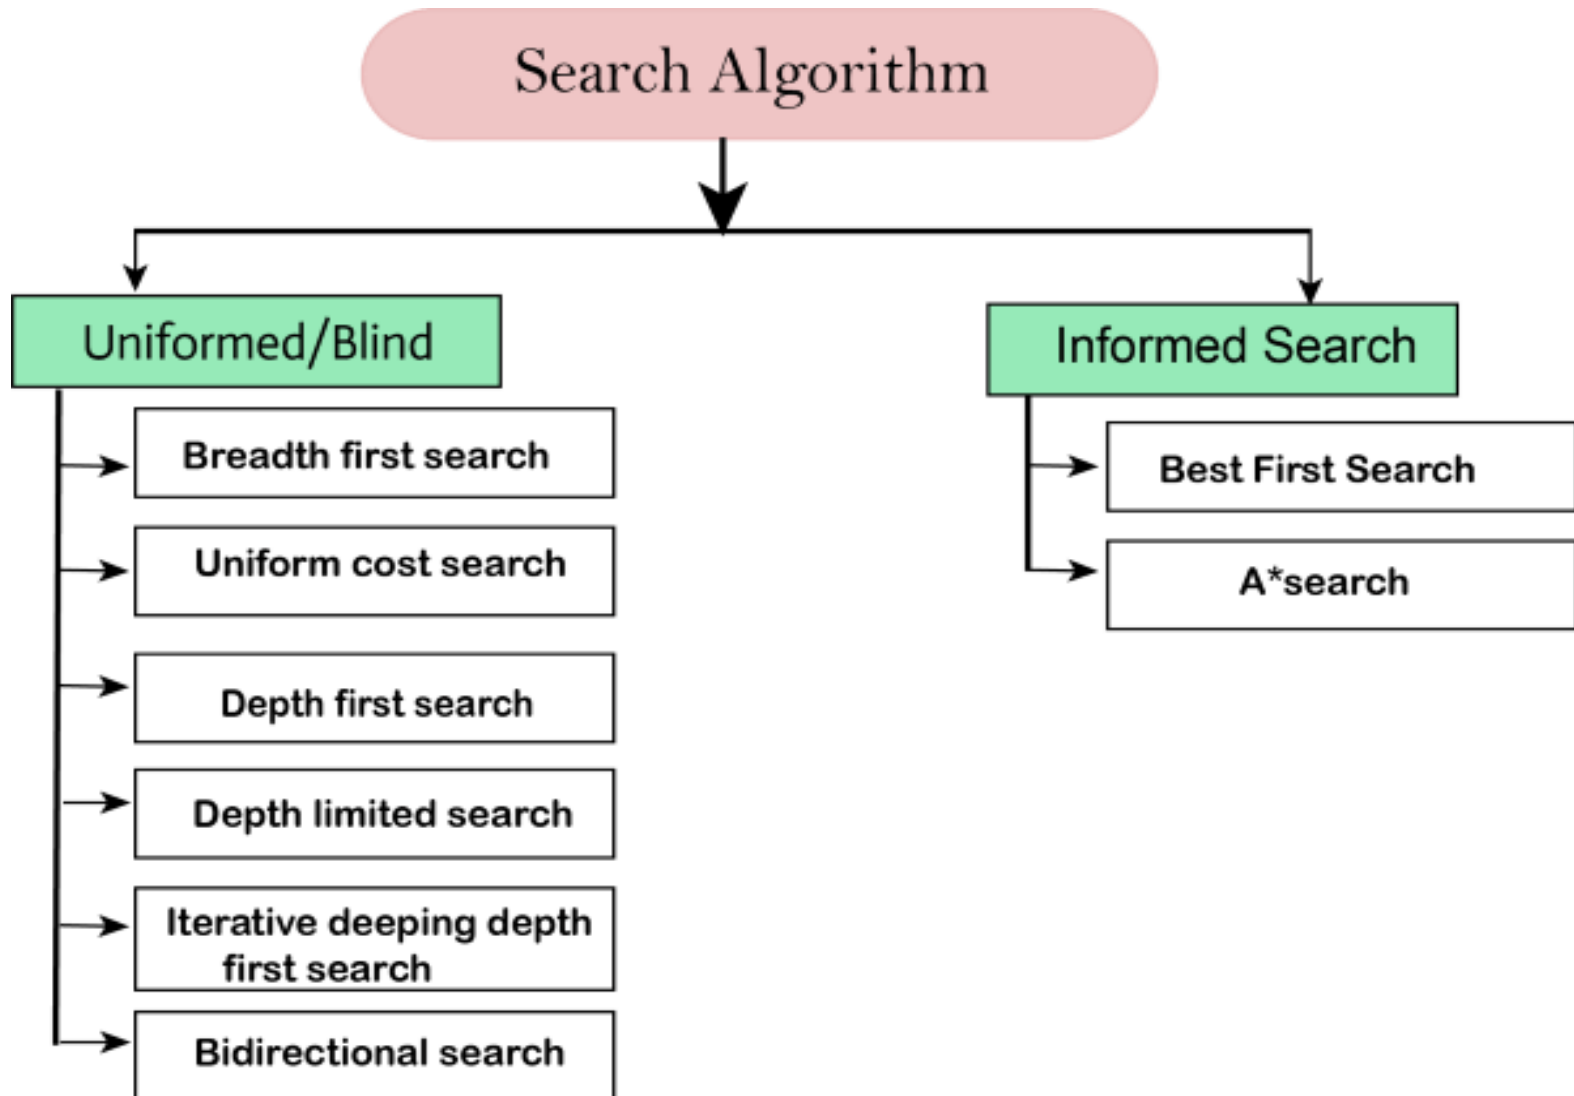 Search Algorithm
Uniformed/Blind
Breadth first search
Uniform cost search
Depth first search
Depth limited search
Iterative deeping depth
first search
Bidirectional search
Informed Search
Best First Search
A*search